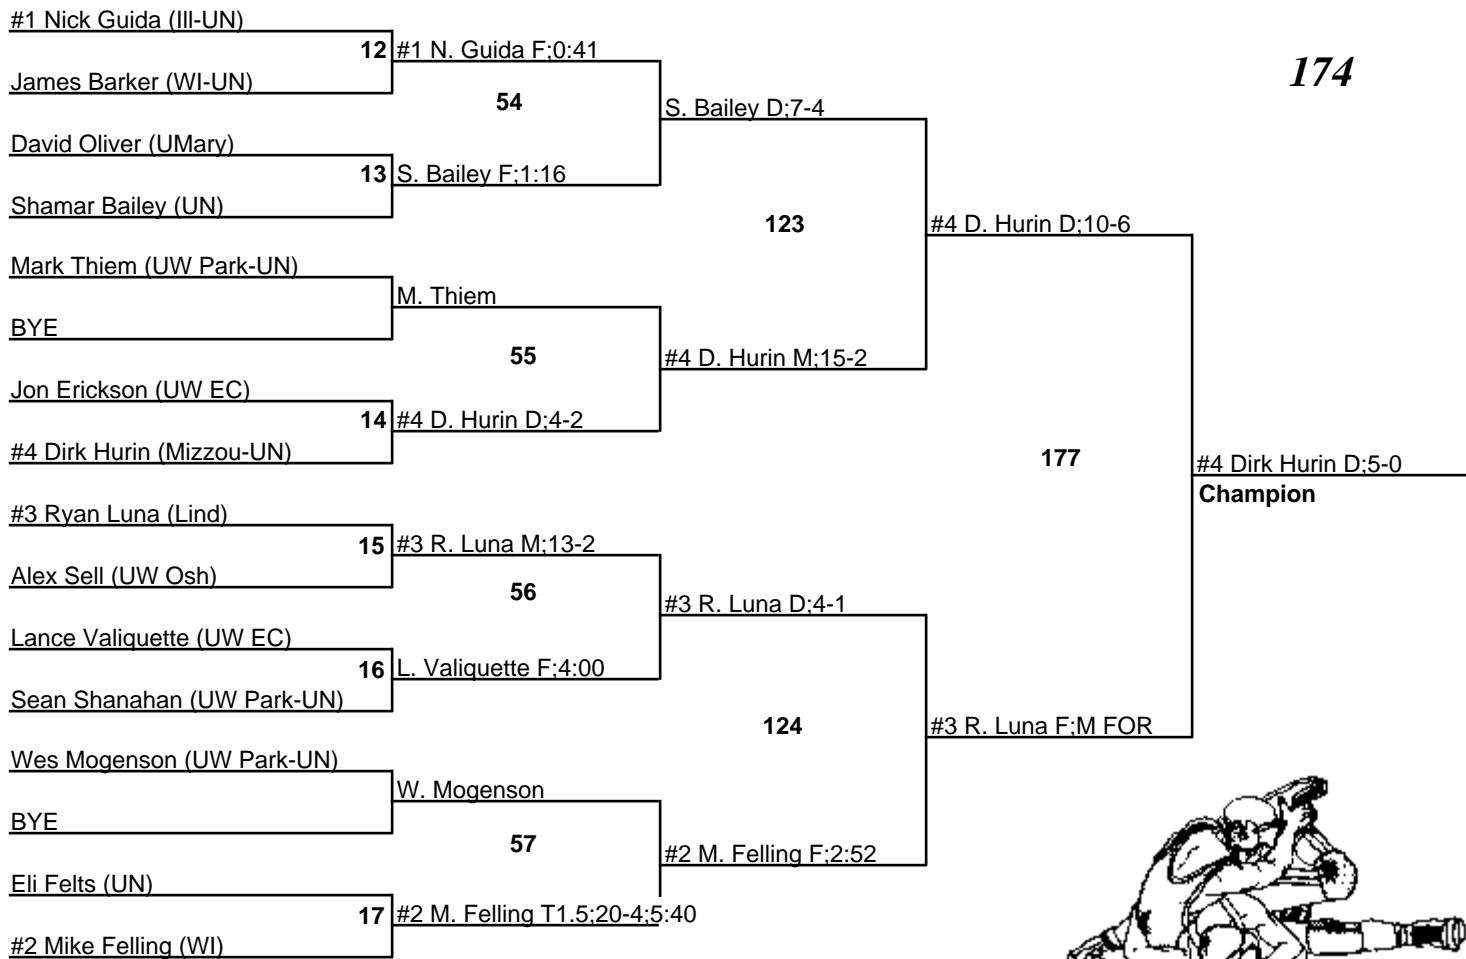 #1 Nick Guida (Ill-UN)
12 #1 N. Guida F;0:41
174
James Barker (WI-UN)
54
S. Bailey D;7-4
David Oliver (UMary)
13 S. Bailey F;1:16
Shamar Bailey (UN)
123
#4 D. Hurin D;10-6
Mark Thiem (UW Park-UN)
M. Thiem
BYE
55
#4 D. Hurin M;15-2
Jon Erickson (UW EC)
14 #4 D. Hurin D;4-2
#4 Dirk Hurin (Mizzou-UN)
177
#4 Dirk Hurin D;5-0
Champion
#3 Ryan Luna (Lind)
15 #3 R. Luna M;13-2
Alex Sell (UW Osh)
56
#3 R. Luna D;4-1
Lance Valiquette (UW EC)
16 L. Valiquette F;4:00
Sean Shanahan (UW Park-UN)
124
#3 R. Luna F;M FOR
Wes Mogenson (UW Park-UN)
W. Mogenson
BYE
57
#2 M. Felling F;2:52
Eli Felts (UN)
17 #2 M. Felling T1.5;20-4;5:40
#2 Mike Felling (WI)